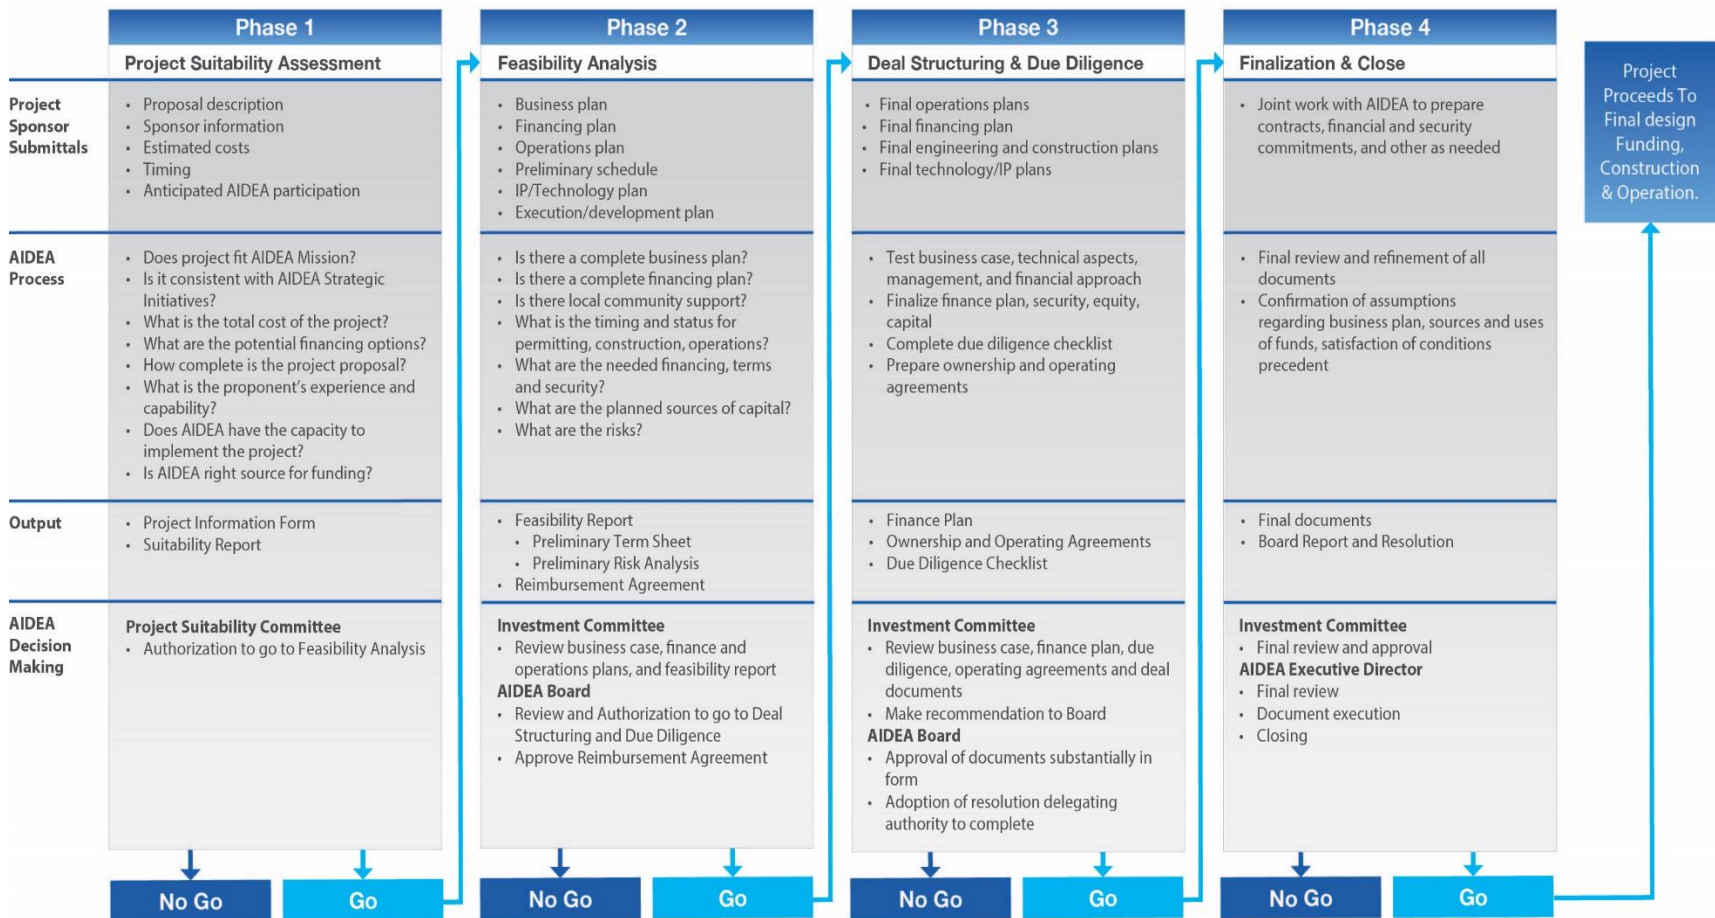 Phase 1
Phase 2
Phase 3
Phase 4
Project Suitability Assessment
Feasibility Analysis
Deal Structuring & Due Diligence
Finalization & Close
Project
Sponsor
Submittals
• Proposal description
• Sponsor information
• Estimated costs
• Timing
• Anticipated AIDEA participation
• Business plan
• Financing plan
• Operations plan
• Preliminary schedule
• IP/Technology plan
• Execution/development plan
• Final operations plans
• Final financing plan
• Final engineering and construction plans
• Final technology/IP plans
• Joint work with AIDEA to prepare
contracts, financial and security
commitments, and other as needed
Project
Proceeds To
Final design
Funding,
Construction
& Operation.
AIDEA
Process
• Does project fit AIDEA Mission?
• Is it consistent with AIDEA Strategic
Initiatives?
• What is the total cost of the project?
• What are the potential financing options?
• How complete is the project proposal?
• What is the proponent's experience and
capability?
• Does AIDEA have the capacity to
implement the project?
• Is AIDEA right source for funding?
• Is there a complete business plan?
• Is there a complete financing plan?
• Is there local community support?
• What is the timing and status for
permitting, construction, operations?
• What are the needed financing, terms
and security?
• What are the planned sources of capital?
• What are the risks?
• Test business case, technical aspects,
management, and financial approach
• Finalize finance plan, security, equity,
capital
• Complete due diligence checklist
• Prepare ownership and operating
agreements
• Final review and refinement of all
documents
• Confirmation of assumptions
regarding business plan, sources and uses
of funds, satisfaction of conditions
precedent
Output
• Project Information Form
• Suitability Report
• Feasibility Report
• Preliminary Term Sheet
• Preliminary Risk Analysis
• Reimbursement Agreement
• Finance Plan
• Ownership and Operating Agreements
• Due Diligence Checklist
• Final documents
• Board Report and Resolution
AIDEA
Decision
Making
Project Suitability Committee
• Authorization to go to Feasibility Analysis
Investment Committee
• Review business case, finance and
operations plans, and feasibility report
AIDEA Board
• Review and Authorization to go to Deal
Structuring and Due Diligence
• Approve Reimbursement Agreement
Investment Committee
• Review business case, finance plan, due
diligence, operating agreements and deal
documents
• Make recommendation to Board
AIDEA Board
• Approval of documents substantially in
form
• Adoption of resolution delegating
authority to complete
Investment Committee
• Final review and approval
AIDEA Executive Director
• Final review
• Document execution
• Closing
No Go
Go
No Go
Go
No Go
Go
No Go
Go